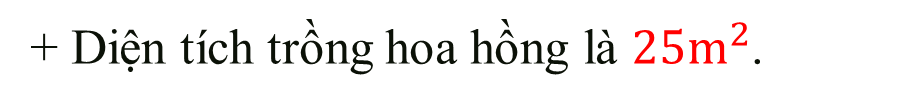 + Diện tích trồng hoa hồng là 25m².